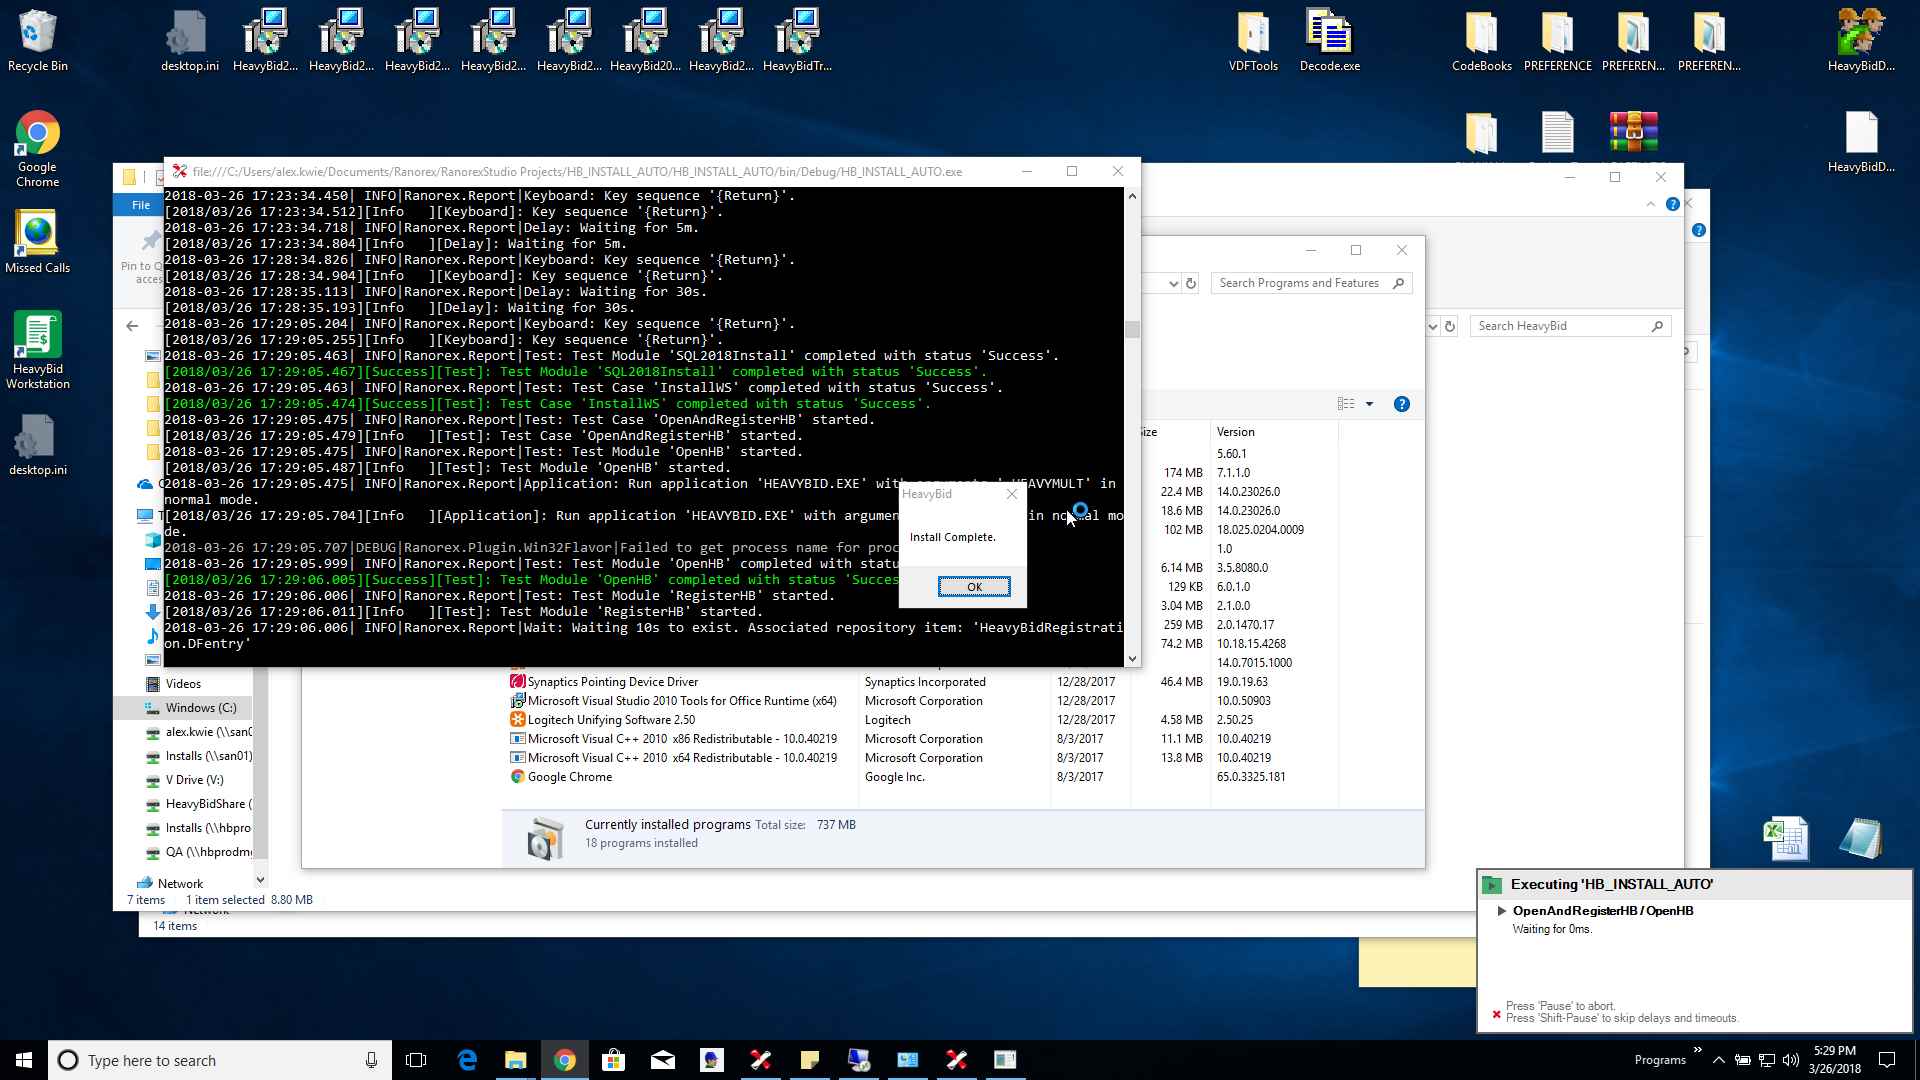 Recycle Bin
desktop.ini
HeavyBid2...
HeavyBid2...
HeavyBid2...
HeavyBid2...
HeavyBid2...
HeavyBid20...
HeavyBid2...
HeavyBidTr...
VDFTools
Decode.exe
CodeBooks
PREFERENCE
PREFEREN...
PREFEREN...
HeavyBidD...
Google
Chrome
Missed Calls
HeavyBid
Workstation
desktop.ini
HeavyBidD...
file:///C:/Users/alex.kwie/Documents/Ranorex/RanorexStudio Projects/HB_INSTALL_AUTO/HB_INSTALL_AUTO/bin/Debug/HB_INSTALL_AUTO.exe
2018-03-26 17:23:34.450| INFO|Ranorex.Report|Keyboard: Key sequence '{Return}'.
[2018/03/26 17:23:34.512][Info   ][Keyboard]: Key sequence '{Return}'.
2018-03-26 17:23:34.718| INFO|Ranorex.Report|Delay: Waiting for 5m.
[2018/03/26 17:23:34.804][Info   ][Delay]: Waiting for 5m.
2018-03-26 17:28:34.826| INFO|Ranorex.Report|Keyboard: Key sequence '{Return}'.
[2018/03/26 17:28:34.904][Info   ][Keyboard]: Key sequence '{Return}'.
2018-03-26 17:28:35.113| INFO|Ranorex.Report|Delay: Waiting for 30s.
[2018/03/26 17:28:35.193][Info   ][Delay]: Waiting for 30s.
2018-03-26 17:29:05.204| INFO|Ranorex.Report|Keyboard: Key sequence '{Return}'.
[2018/03/26 17:29:05.255][Info   ][Keyboard]: Key sequence '{Return}'.
2018-03-26 17:29:05.463| INFO|Ranorex.Report|Test: Test Module 'SQL2018Install' completed with status 'Success'.
[2018/03/26 17:29:05.467][Success][Test]: Test Module 'SQL2018Install' completed with status 'Success'.
2018-03-26 17:29:05.463| INFO|Ranorex.Report|Test: Test Case 'InstallWS' completed with status 'Success'.
[2018/03/26 17:29:05.474][Success][Test]: Test Case 'InstallWS' completed with status 'Success'.
2018-03-26 17:29:05.475| INFO|Ranorex.Report|Test: Test Case 'OpenAndRegisterHB' started.
[2018/03/26 17:29:05.479][Info   ][Test]: Test Case 'OpenAndRegisterHB' started.
2018-03-26 17:29:05.475| INFO|Ranorex.Report|Test: Test Module 'OpenHB' started.
[2018/03/26 17:29:05.487][Info   ][Test]: Test Module 'OpenHB' started.
2018-03-26 17:29:05.475| INFO|Ranorex.Report|Application: Run application 'HEAVYBID.EXE' with arguments ' HEAVYMULT' in
normal mode.
[2018/03/26 17:29:05.704][Info   ][Application]: Run application 'HEAVYBID.EXE' with argumen in normal mo
de.
2018-03-26 17:29:05.707|DEBUG|Ranorex.Plugin.Win32Flavor|Failed to get process name for proc
2018-03-26 17:29:05.999| INFO|Ranorex.Report|Test: Test Module 'OpenHB' completed with statu
[2018/03/26 17:29:06.005][Success][Test]: Test Module 'OpenHB' completed with status 'Succes
2018-03-26 17:29:06.006| INFO|Ranorex.Report|Test: Test Module 'RegisterHB' started.
[2018/03/26 17:29:06.011][Info   ][Test]: Test Module 'RegisterHB' started.
2018-03-26 17:29:06.006| INFO|Ranorex.Report|Wait: Waiting 10s to exist. Associated repository item: 'HeavyBidRegistrati
on.DFentry'
HeavyBid
Install Complete.
OK
File
Pin to Q
acces
Search Programs and Features
Search HeavyBid
Version
5.60.1
174 MB 7.1.1.0
22.4 MB 14.0.23026.0
18.6 MB 14.0.23026.0
102 MB 18.025.0204.0009
1.0
6.14 MB 3.5.8080.0
129 KB 6.0.1.0
3.04 MB 2.1.0.0
259 MB 2.0.1470.17
74.2 MB 10.18.15.4268
14.0.7015.1000
Synaptics Pointing Device Driver Synaptics Incorporated 12/28/2017 46.4 MB 19.0.19.63
Microsoft Visual Studio 2010 Tools for Office Runtime (x64) Microsoft Corporation 12/28/2017 10.0.50903
Logitech Unifying Software 2.50 Logitech 12/28/2017 4.58 MB 2.50.25
Microsoft Visual C++ 2010  x86 Redistributable - 10.0.40219 Microsoft Corporation 8/3/2017 11.1 MB 10.0.40219
Microsoft Visual C++ 2010  x64 Redistributable - 10.0.40219 Microsoft Corporation 8/3/2017 13.8 MB 10.0.40219
Google Chrome Google Inc. 8/3/2017 65.0.3325.181
Currently installed programs Total size: 737 MB
18 programs installed
Videos
Windows (C:)
alex.kwie (\\san0
Installs (\\san01)
V Drive (V:)
HeavyBidShare (
Installs (\\hbpro
QA (\\hbprodm
Network
7 items 1 item selected 8.80 MB
14 items
Executing 'HB_INSTALL_AUTO'
OpenAndRegisterHB / OpenHB
Waiting for 0ms.
Press 'Pause' to abort.
Press 'Shift-Pause' to skip delays and timeouts.
Type here to search
Programs
5:29 PM
3/26/2018